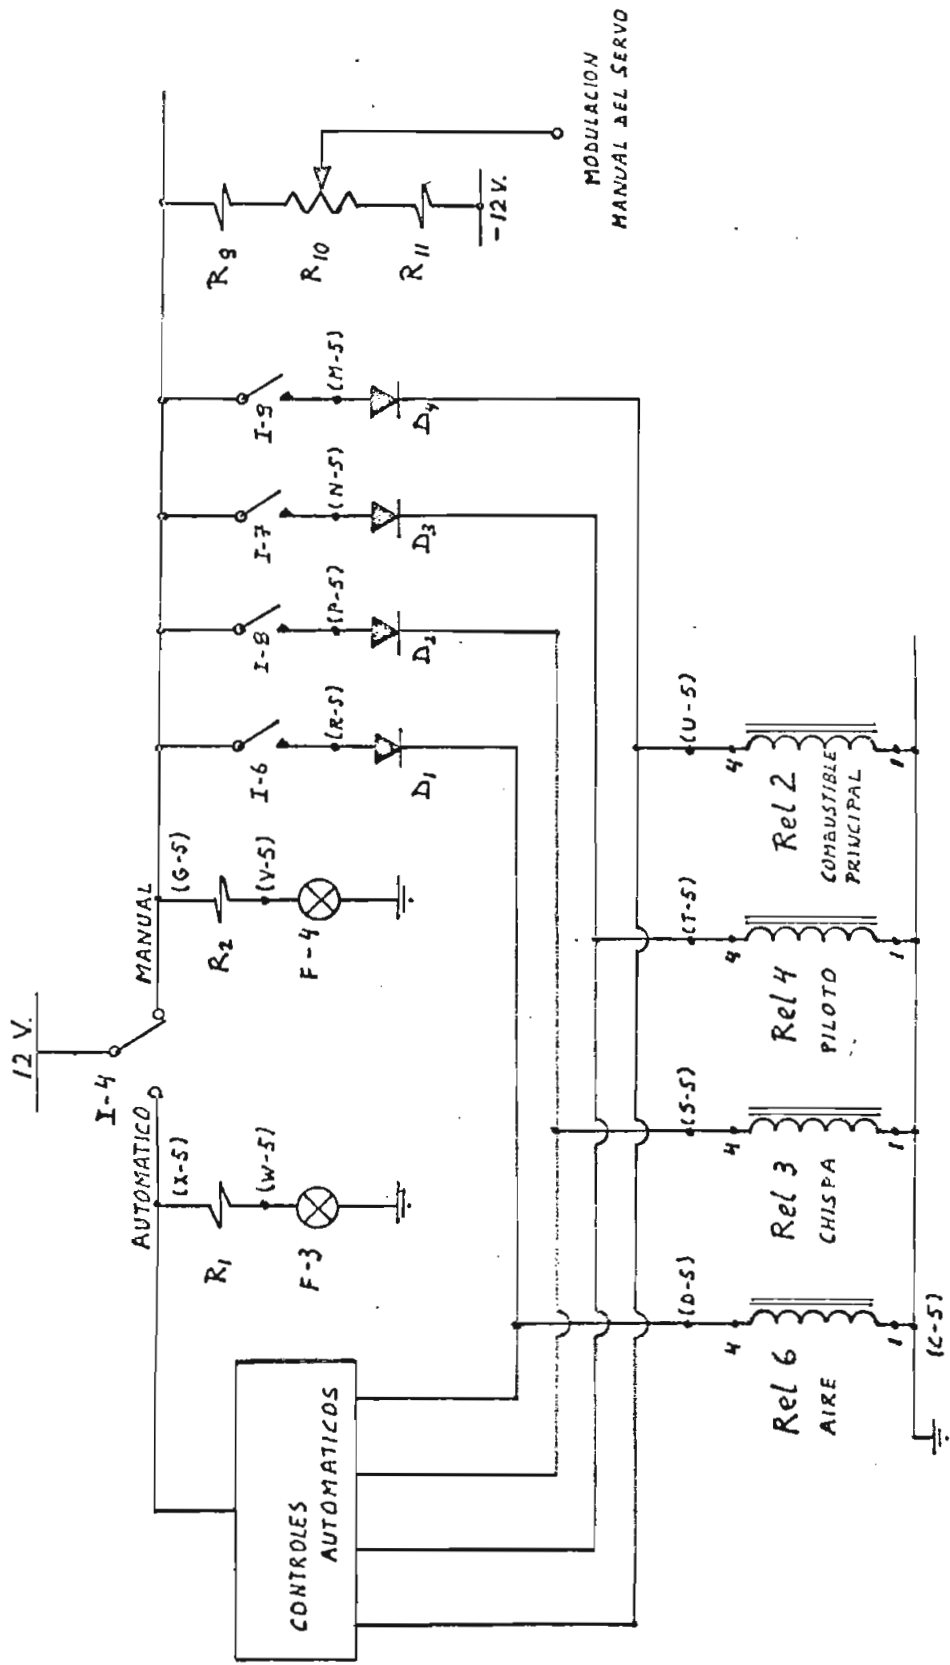 12 V.
I-4
AUTOMATICO
MANUAL
(X-5)
(G-5)
R1
(W-5)
F-3
R2
(V-5)
F-4
I-6
(R-5)
D1
I-8
(P-5)
D2
I-7
(N-5)
D3
I-9
(M-5)
D4
R9
R10
R11
-12 V.
MODULACION
MANUAL DEL SERVO
CONTROLES
AUTOMATICOS
(D-5)
4
Rel 6
AIRE
1
(S-5)
4
Rel 3
CHISPA
1
(T-5)
4
Rel 4
PILOTO
1
(U-5)
4
Rel 2
COMBUSTIBLE
PRINCIPAL
1
(C-5)